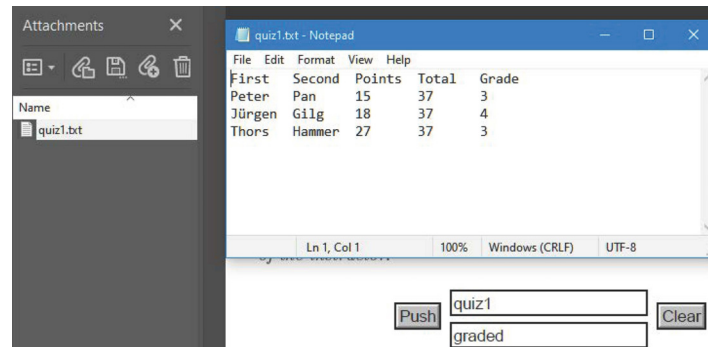 Attachments
Name
quiz1.txt
quiz1.txt - Notepad
File Edit Format View Help
First Second Points Total Grade
Peter Pan 15 37 3
Jürgen Gilg 18 37 4
Thors Hammer 27 37 3
Ln 1, Col 1 100% Windows (CRLF) UTF-8
Push quiz1 Clear
graded